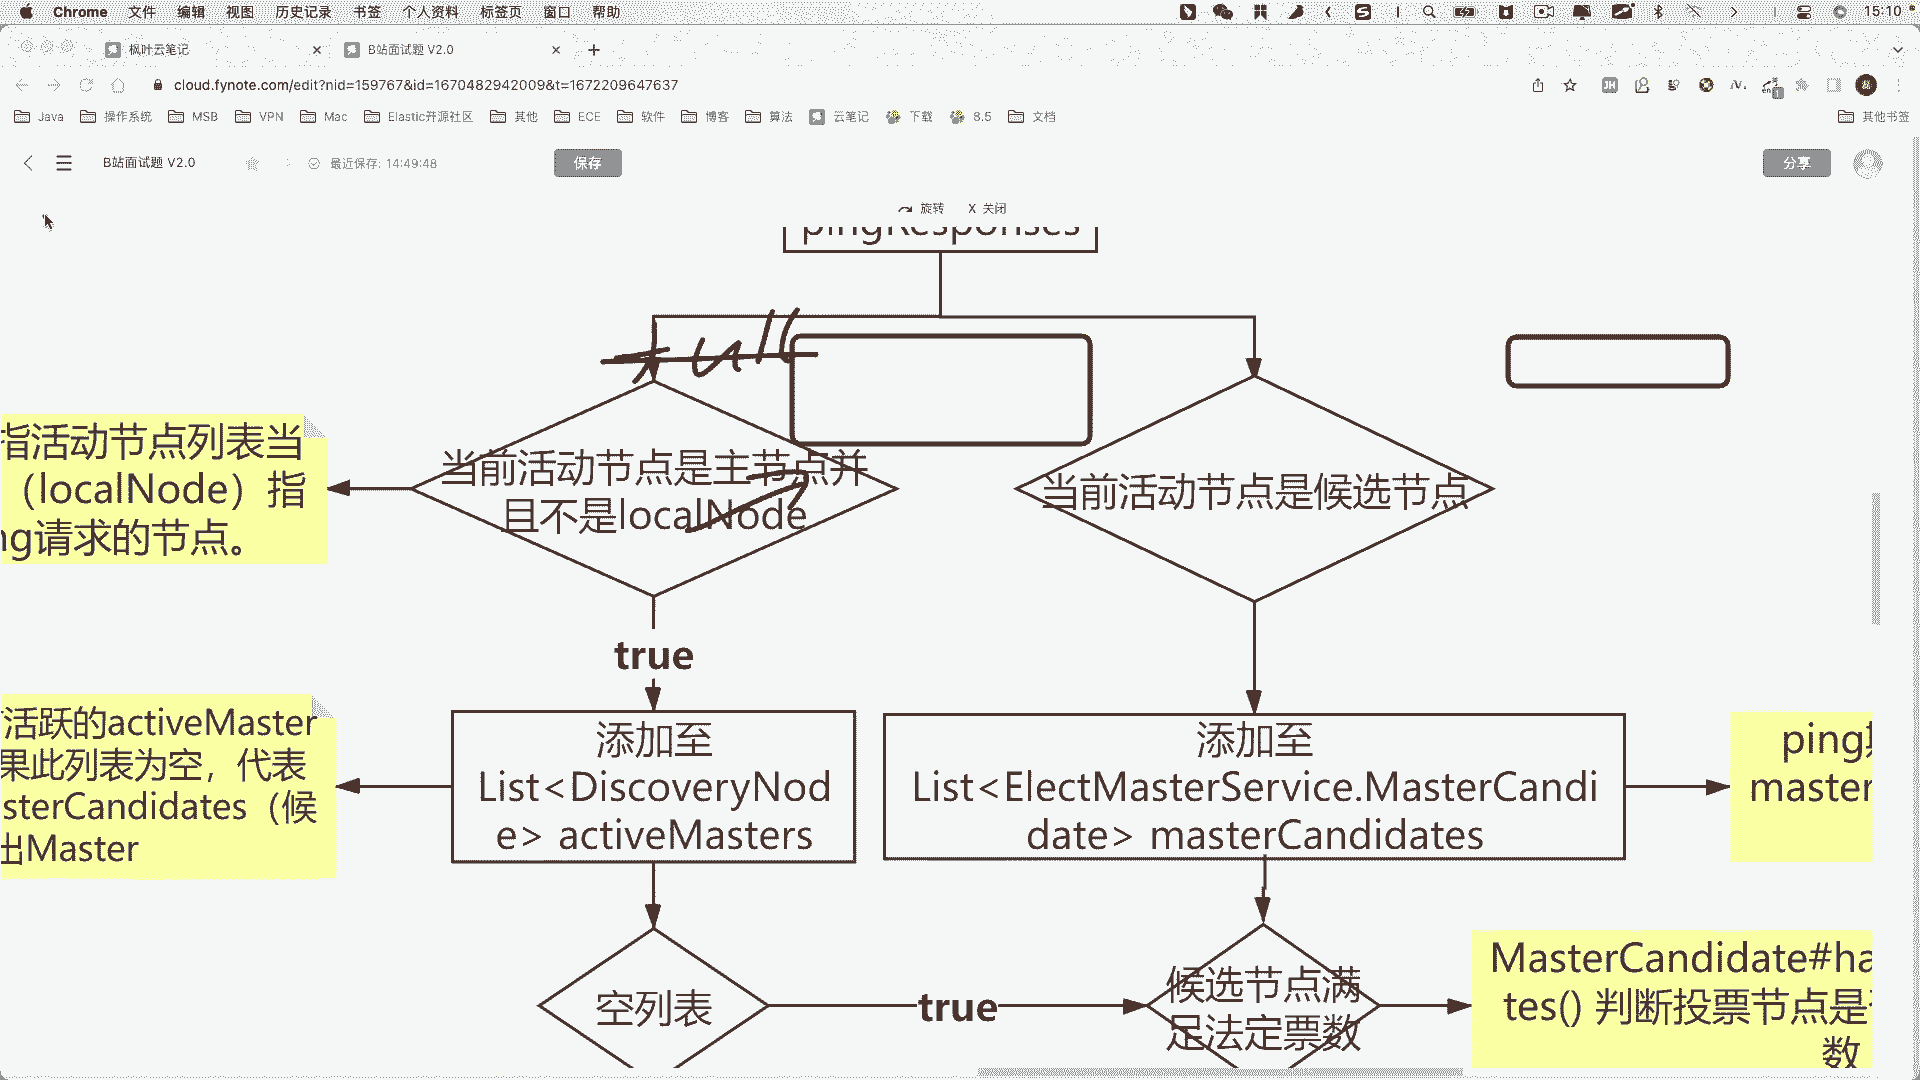 Chrome 文件 编辑 视图 历史记录 书签 个人资料 标签页 窗口 帮助 15:10
枫叶云笔记 B站面试题 V2.0
cloud.fynote.com/edit?nid=159767&id=1670482942009&t=1672209647637
Java 操作系统 MSB VPN Mac Elastic开源社区 其他 ECE 软件 博客 算法 云笔记 下载 8.5 文档 其他书签
B站面试题 V2.0 最近保存: 14:49:48 保存 分享
旋转 X 关闭
pingResponses
指活动节点列表当
（localNode）指
ng请求的节点。
当前活动节点是主节点并
且不是localNode
当前活动节点是候选节点
true
活跃的activeMaster
果此列表为空，代表
sterCandidates（候
出Master
添加至
List<DiscoveryNod
e> activeMasters
添加至
List<ElectMasterService.MasterCandi
date> masterCandidates
ping
master
空列表
true
候选节点满
足法定票数
MasterCandidate#ha
tes() 判断投票节点是
数